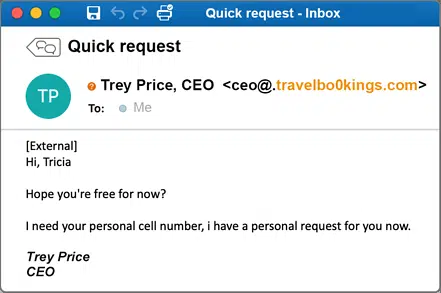 Quick request - Inbox
Quick request
TP
? Trey Price, CEO <ceo@.travelbo0kings.com>
To: Me
[External]
Hi, Tricia
Hope you're free for now?
I need your personal cell number, i have a personal request for you now.
Trey Price
CEO